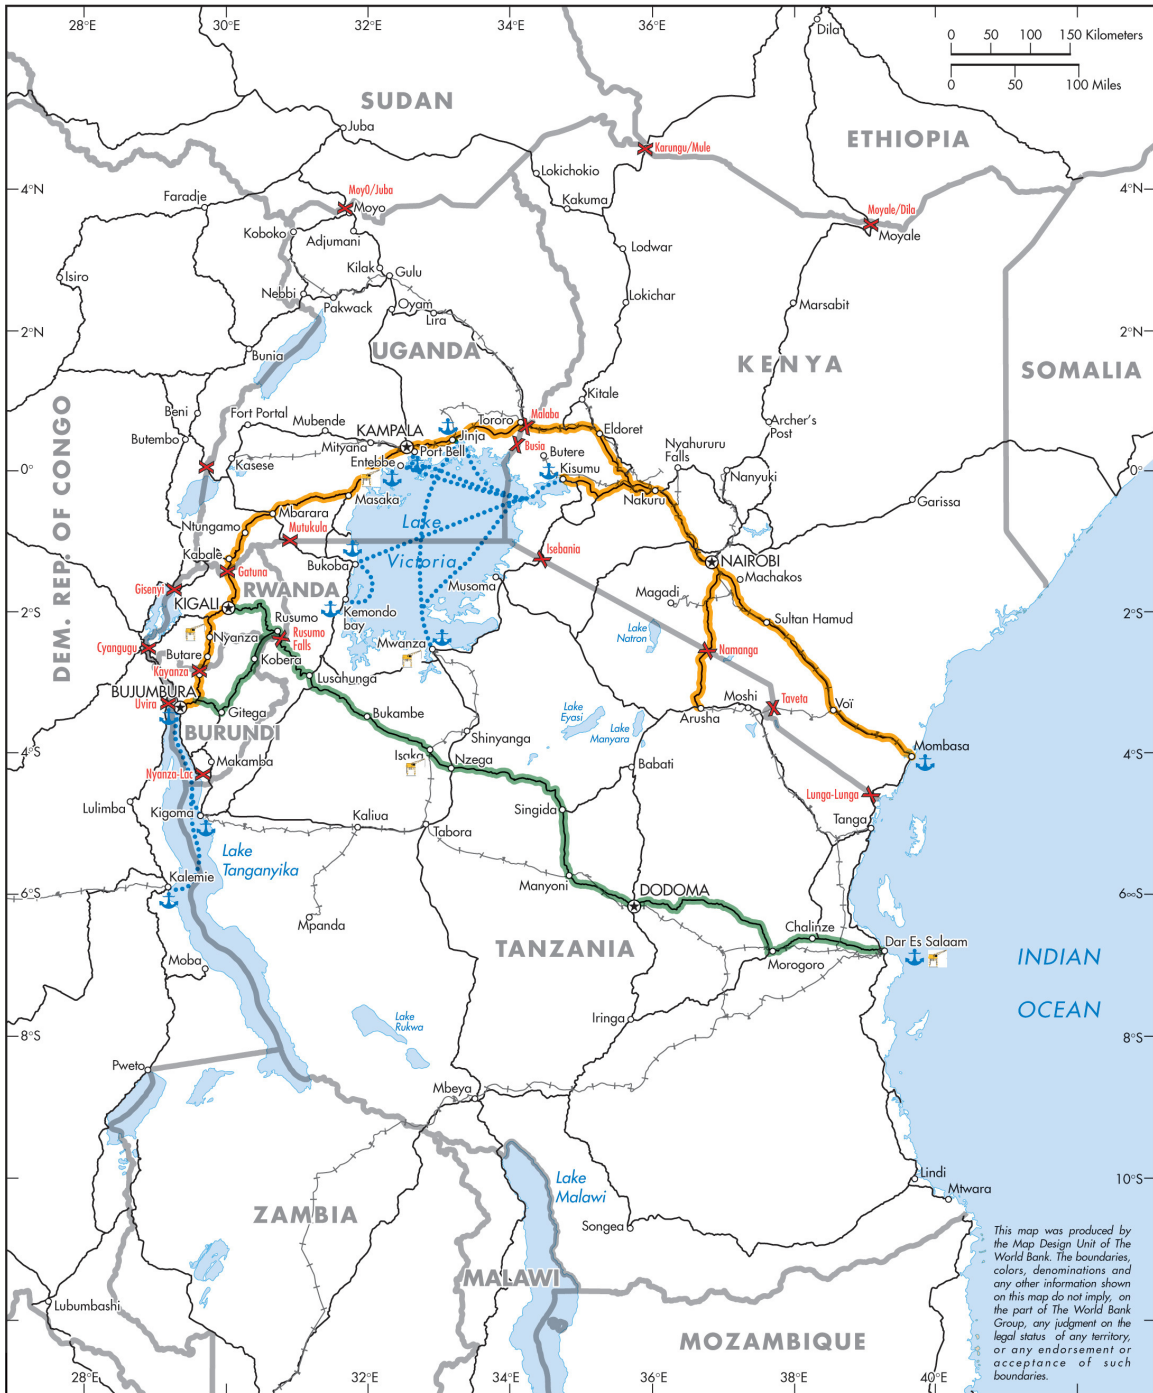 28°E
30°E
32°E
34°E
36°E
Dila
0 50 100 150 Kilometers
0 50 100 Miles
SUDAN
Juba
ETHIOPIA
Karungu/Mule
Lokichokio
4°N
4°N
Faradje
Moy0/Juba
Moyo
Kakuma
Moyale/Dila
Moyale
Koboko
Adjumani
Lodwar
Isiro
Kilak
Gulu
Nebbi
Pakwack
Oyam
Lira
Lokichar
Marsabit
2°N
2°N
Bunia
UGANDA
KENYA
SOMALIA
DEM. REP. OF CONGO
Kitale
Beni
Fort Portal
Mubende
KAMPALA
Tororo
Malaba
Archer's
Post
Butembo
Mityana
Jinja
Eldoret
Nyahururu
Falls
Port Bell
Busia
Butere
Entebbe
Kisumu
0°
0°
Kasese
Nanyuki
Masaka
Nakuru
Garissa
Mbarara
Ntungamo
Mutukula
Lake
Victoria
Kabale
Bukoba
Isebania
NAIROBI
Gatuna
Machakos
Gisenyi
RWANDA
Musoma
Magadi
KIGALI
Kemondo
bay
2°S
2°S
Rusumo
Sultan Hamud
Nyanza
Rusumo
Falls
Lake
Natron
Cyangugu
Butare
Mwanza
Namanga
Kobera
Kayanza
Lusahunga
BUJUMBURA
Uvira
Moshi
Taveta
Voi
Gitega
Bukambe
Lake
Eyasi
Lake
Manyara
Arusha
BURUNDI
Shinyanga
Mombasa
4°S
4°S
Makamba
Isaka
Nzega
Babati
Nyanza-Lac
Lunga-Lunga
Lulimba
Kigoma
Kaliua
Tabora
Singida
Tanga
Lake
Tanganyika
Kalemie
Manyoni
DODOMA
6°S
6°S
Mpanda
Chalinze
TANZANIA
Dar Es Salaam
Moba
Morogoro
INDIAN
OCEAN
Lake
Rukwa
Iringa
8°S
8°S
Pweto
Mbeya
Lindi
10°S
Lake
Malawi
Mtwara
ZAMBIA
Songea
MALAWI
Lubumbashi
MOZAMBIQUE
This map was produced by
the Map Design Unit of The
World Bank. The boundaries,
colors, denominations and
any other information shown
on this map do not imply, on
the part of The World Bank
Group, any judgment on the
legal status of any territory,
or any endorsement or
acceptance of such
boundaries.
28°E
30°E
32°E
34°E
36°E
38°E
40°E